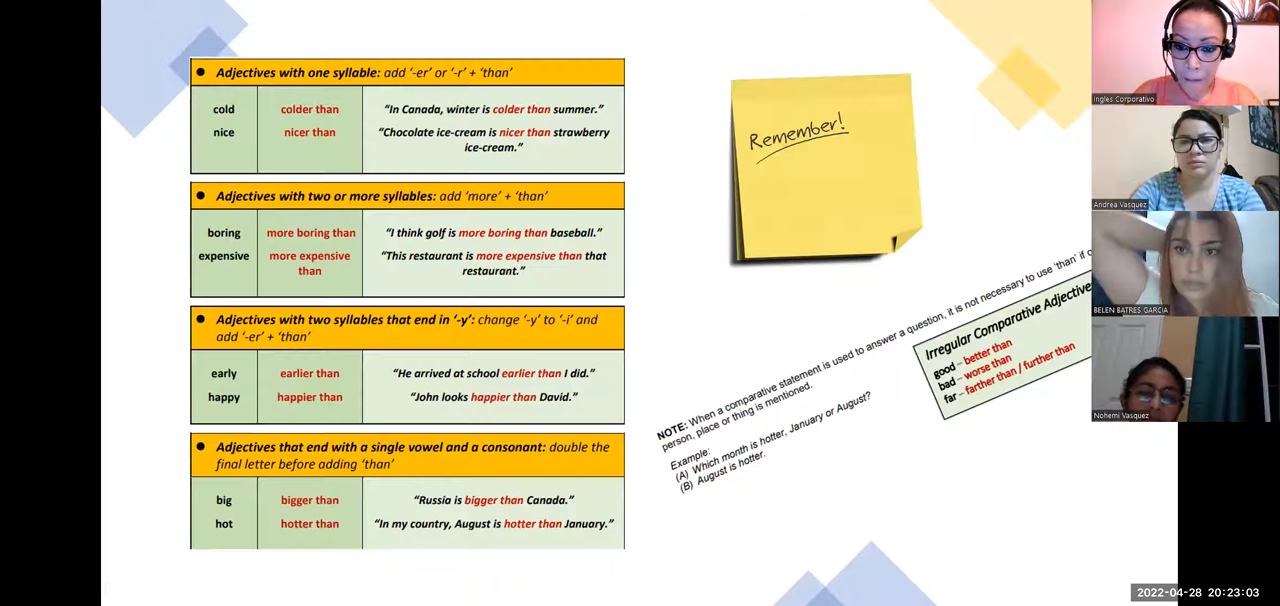 ● Adjectives with one syllable: add ‘-er’ or ‘-r’ + ‘than’
cold colder than “In Canada, winter is colder than summer.”
nice nicer than “Chocolate ice-cream is nicer than strawberry
ice-cream.”
● Adjectives with two or more syllables: add ‘more’ + ‘than’
boring more boring than “I think golf is more boring than baseball.”
expensive more expensive “This restaurant is more expensive than that
than restaurant.”
● Adjectives with two syllables that end in ‘-y’: change ‘-y’ to ‘-i’ and
add ‘-er’ + ‘than’
early earlier than “He arrived at school earlier than I did.”
happy happier than “John looks happier than David.”
● Adjectives that end with a single vowel and a consonant: double the
final letter before adding ‘than’
big bigger than “Russia is bigger than Canada.”
hot hotter than “In my country, August is hotter than January.”
Remember!
NOTE: When a comparative statement is used to answer a question, it is not necessary to use ‘than’ if
person, place or thing is mentioned.
Example:
(A) Which month is hotter, January or August?
(B) August is hotter.
Irregular Comparative Adjective
good – better than
bad – worse than
far – farther than / further than
Ingles Corporativo
Andrea Vasquez
BELEN BATRES GARCIA
Nohemi Vasquez
2022-04-28 20:23:03